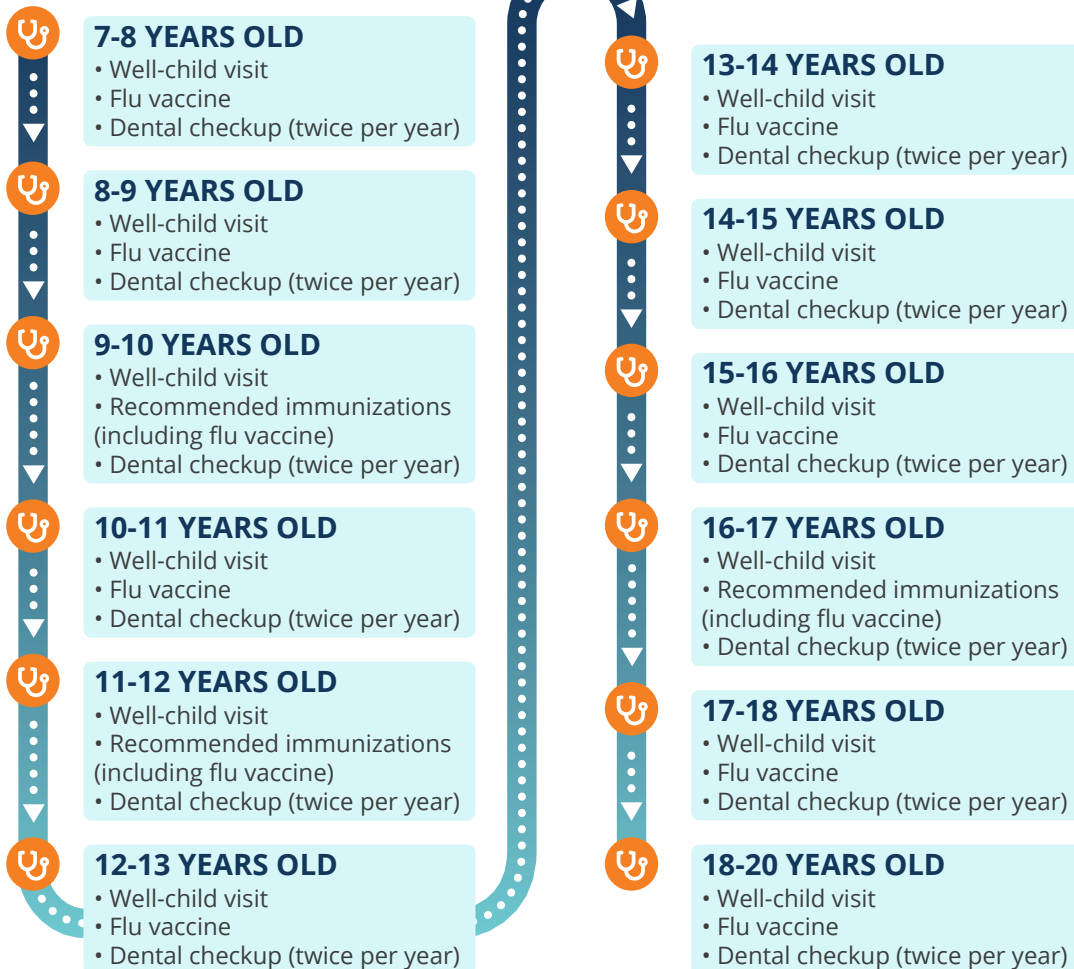 7-8 YEARS OLD
• Well-child visit
• Flu vaccine
• Dental checkup (twice per year)
8-9 YEARS OLD
• Well-child visit
• Flu vaccine
• Dental checkup (twice per year)
9-10 YEARS OLD
• Well-child visit
• Recommended immunizations
(including flu vaccine)
• Dental checkup (twice per year)
10-11 YEARS OLD
• Well-child visit
• Flu vaccine
• Dental checkup (twice per year)
11-12 YEARS OLD
• Well-child visit
• Recommended immunizations
(including flu vaccine)
• Dental checkup (twice per year)
12-13 YEARS OLD
• Well-child visit
• Flu vaccine
• Dental checkup (twice per year)
13-14 YEARS OLD
• Well-child visit
• Flu vaccine
• Dental checkup (twice per year)
14-15 YEARS OLD
• Well-child visit
• Flu vaccine
• Dental checkup (twice per year)
15-16 YEARS OLD
• Well-child visit
• Flu vaccine
• Dental checkup (twice per year)
16-17 YEARS OLD
• Well-child visit
• Recommended immunizations
(including flu vaccine)
• Dental checkup (twice per year)
17-18 YEARS OLD
• Well-child visit
• Flu vaccine
• Dental checkup (twice per year)
18-20 YEARS OLD
• Well-child visit
• Flu vaccine
• Dental checkup (twice per year)